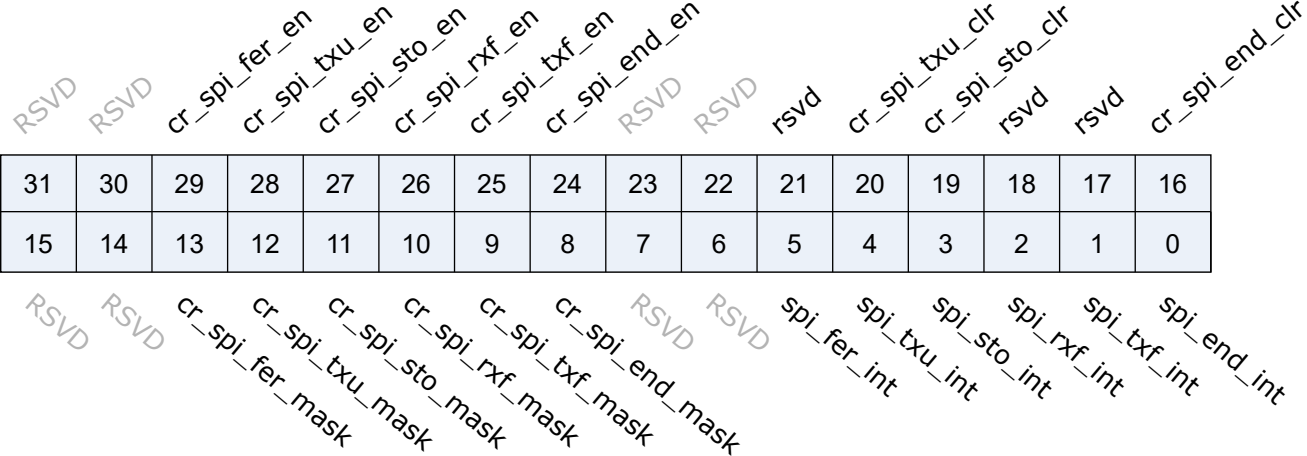 RSVD RSVD cr_spi_fer_en cr_spi_txu_en cr_spi_sto_en cr_spi_rxf_en cr_spi_txf_en cr_spi_end_en RSVD RSVD rsvd cr_spi_txu_clr cr_spi_sto_clr rsvd rsvd cr_spi_end_clr
31 30 29 28 27 26 25 24 23 22 21 20 19 18 17 16
15 14 13 12 11 10 9 8 7 6 5 4 3 2 1 0
RSVD RSVD cr_spi_fer_mask cr_spi_txu_mask cr_spi_sto_mask cr_spi_rxf_mask cr_spi_txf_mask cr_spi_end_mask RSVD RSVD spi_fer_int spi_txu_int spi_sto_int spi_rxf_int spi_txf_int spi_end_int